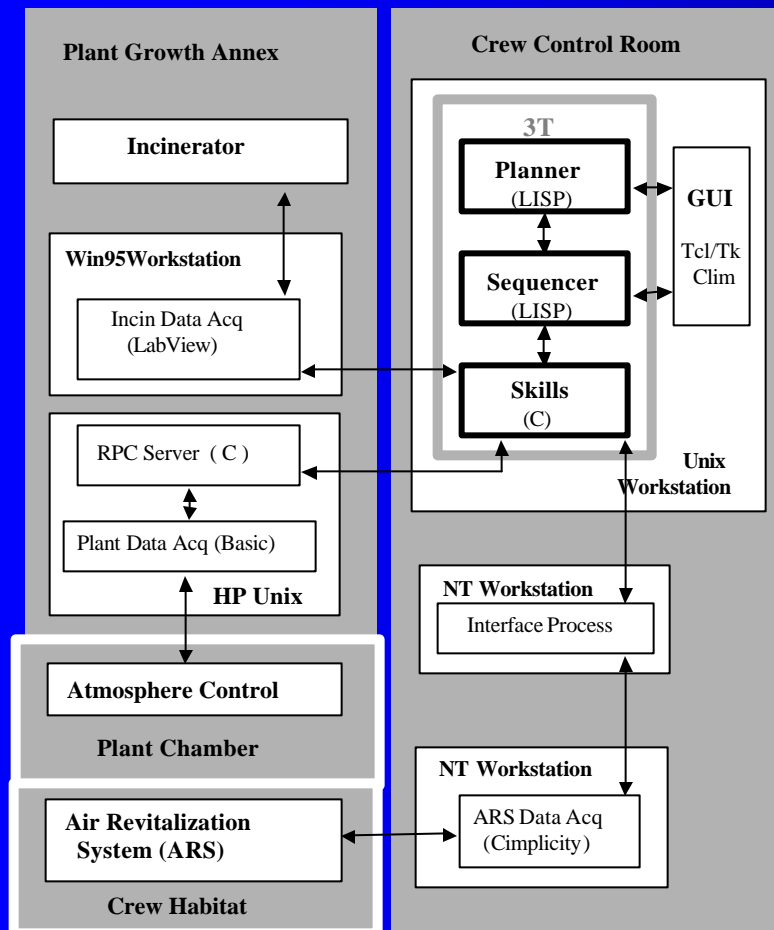 Plant Growth Annex
Incinerator
Win95Workstation
Incin Data Acq
(LabView)
RPC Server ( C )
Plant Data Acq (Basic)
HP Unix
Atmosphere Control
Plant Chamber
Air Revitalization
System (ARS)
Crew Habitat
Crew Control Room
3T
Planner
(LISP)
Sequencer
(LISP)
Skills
(C)
GUI
Tcl/Tk
Clim
Unix
Workstation
NT Workstation
Interface Process
NT Workstation
ARS Data Acq
(Cimplicity)